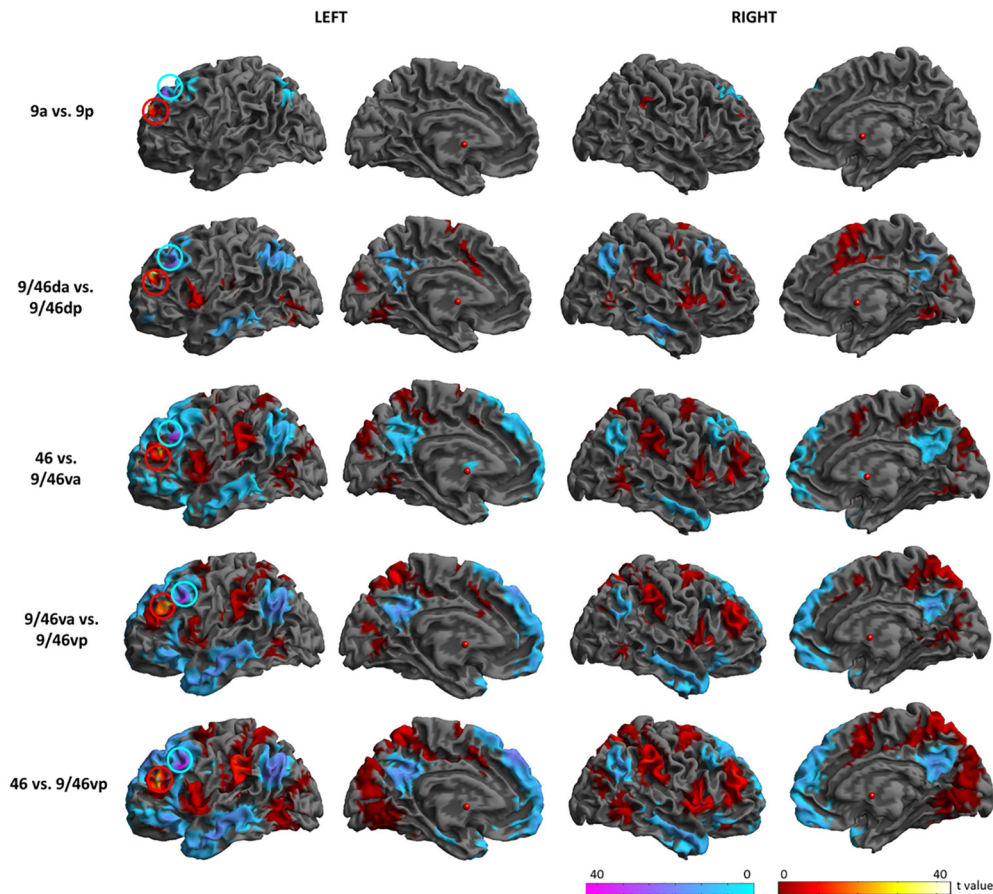 LEFT RIGHT
9a vs. 9p
9/46da vs.
9/46dp
46 vs.
9/46va
9/46va vs.
9/46vp
46 vs. 9/46vp
40 0 0 40 t value